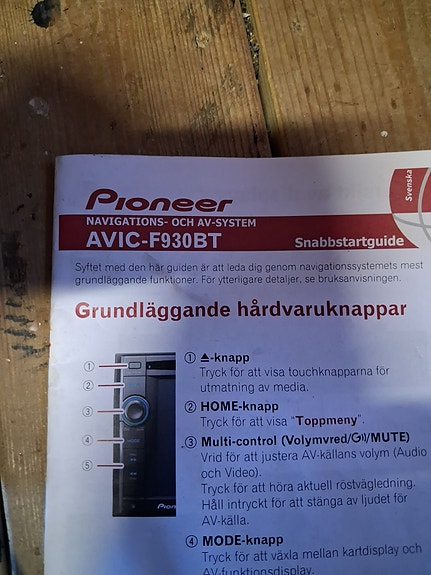 Svenska
Pioneer
NAVIGATIONS- OCH AV-SYSTEM
AVIC-F930BT
Snabbstartguide
Syftet med den här guiden är att leda dig genom navigationssystemets mest
grundläggande funktioner. För ytterligare detaljer, se bruksanvisningen.
Grundläggande hårdvaruknappar
① ② ③ ④ ⑤
① ⏏-knapp
Tryck för att visa touchknapparna för
utmatning av media.
② HOME-knapp
Tryck för att visa "Toppmeny".
③ Multi-control (Volymvred/🔊/MUTE)
Vrid för att justera AV-källans volym (Audio
och Video).
Tryck för att höra aktuell röstvägledning.
Håll intryckt för att stänga av ljudet för
AV-källa.
④ MODE-knapp
Tryck för att växla mellan kartdisplay och
AV-funktionsdisplay.